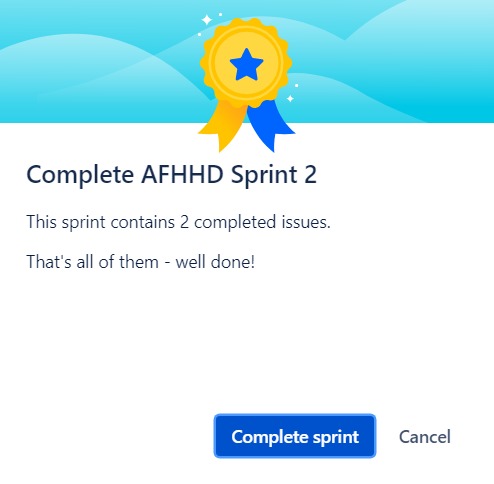 Complete AFHHD Sprint 2
This sprint contains 2 completed issues.
That's all of them - well done!
Complete sprint
Cancel